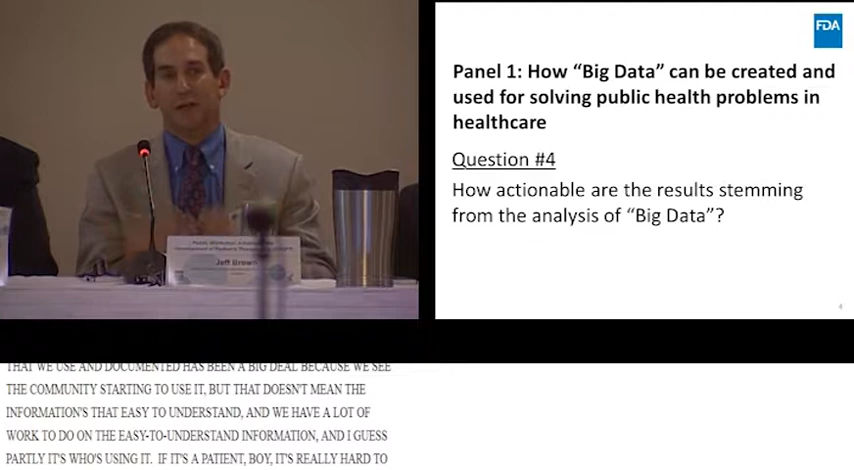 FDA
Panel 1: How “Big Data” can be created and
used for solving public health problems in
healthcare
Question #4
How actionable are the results stemming
from the analysis of “Big Data”?
4
Jeff Brown
THAT WE USE AND DOCUMENTED HAS BEEN A BIG DEAL BECAUSE WE SEE
THE COMMUNITY STARTING TO USE IT, BUT THAT DOESN'T MEAN THE
INFORMATION'S THAT EASY TO UNDERSTAND, AND WE HAVE A LOT OF
WORK TO DO ON THE EASY-TO-UNDERSTAND INFORMATION, AND I GUESS
PARTLY IT'S WHO'S USING IT.  IF IT'S A PATIENT, BOY, IT'S REALLY HARD TO